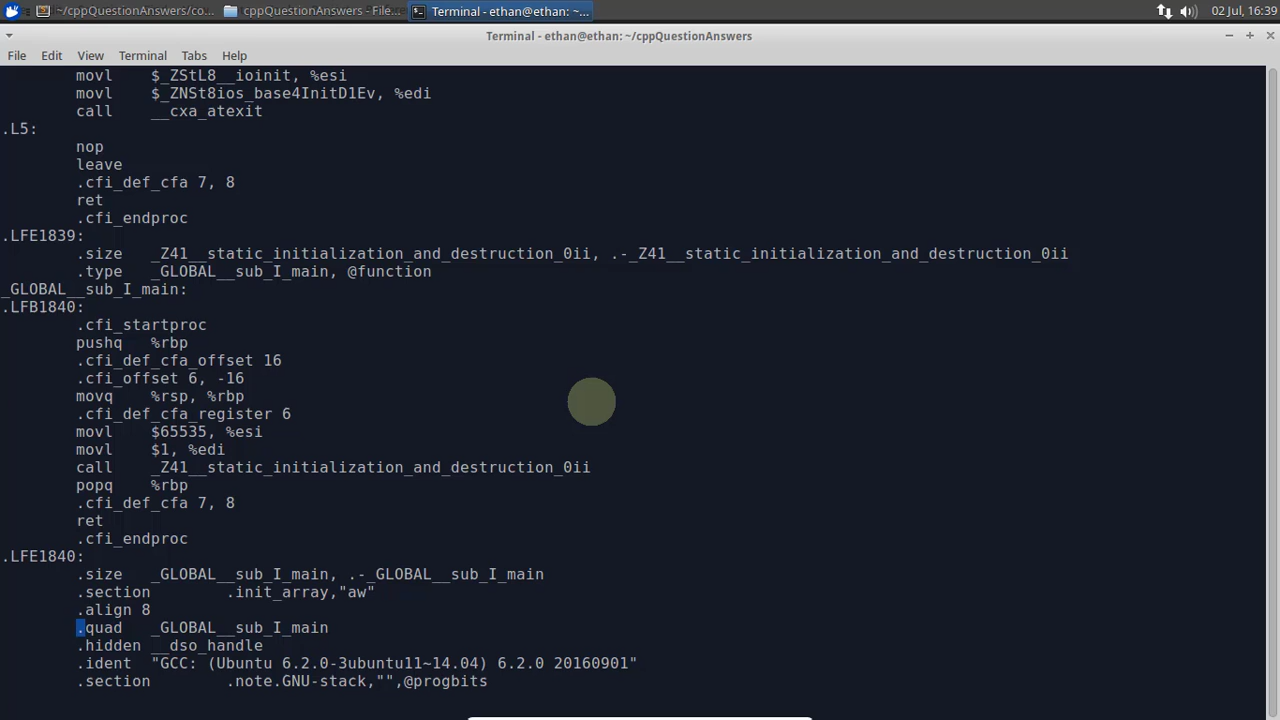 ~/cppQuestionAnswers/co... cppQuestionAnswers - File... Terminal - ethan@ethan: ~... 02 Jul, 16:39
Terminal - ethan@ethan: ~/cppQuestionAnswers
File Edit View Terminal Tabs Help
movl $_ZStL8__ioinit, %esi
movl $_ZNSt8ios_base4InitD1Ev, %edi
call __cxa_atexit
.L5:
nop
leave
.cfi_def_cfa 7, 8
ret
.cfi_endproc
.LFE1839:
.size _Z41__static_initialization_and_destruction_0ii, .-_Z41__static_initialization_and_destruction_0ii
.type _GLOBAL__sub_I_main, @function
_GLOBAL__sub_I_main:
.LFB1840:
.cfi_startproc
pushq %rbp
.cfi_def_cfa_offset 16
.cfi_offset 6, -16
movq %rsp, %rbp
.cfi_def_cfa_register 6
movl $65535, %esi
movl $1, %edi
call _Z41__static_initialization_and_destruction_0ii
popq %rbp
.cfi_def_cfa 7, 8
ret
.cfi_endproc
.LFE1840:
.size _GLOBAL__sub_I_main, .-_GLOBAL__sub_I_main
.section .init_array,"aw"
.align 8
.quad _GLOBAL__sub_I_main
.hidden __dso_handle
.ident "GCC: (Ubuntu 6.2.0-3ubuntu11~14.04) 6.2.0 20160901"
.section .note.GNU-stack,"",@progbits